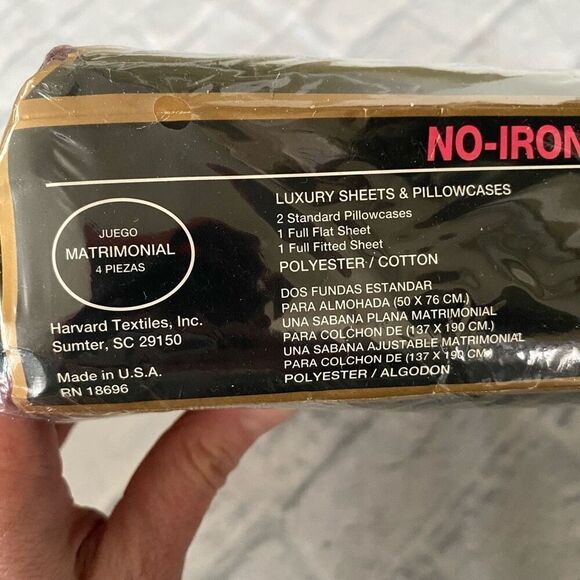 NO-IRON
LUXURY SHEETS & PILLOWCASES
2 Standard Pillowcases
1 Full Flat Sheet
1 Full Fitted Sheet
POLYESTER / COTTON
DOS FUNDAS ESTANDAR
PARA ALMOHADA (50 X 76 CM.)
UNA SABANA PLANA MATRIMONIAL
PARA COLCHON DE (137 X 190 CM.)
UNA SABANA AJUSTABLE MATRIMONIAL
PARA COLCHON DE (137 X 190 CM.)
POLYESTER / ALGODON
JUEGO
MATRIMONIAL
4 PIEZAS
Harvard Textiles, Inc.
Sumter, SC 29150
Made in U.S.A.
RN 18696